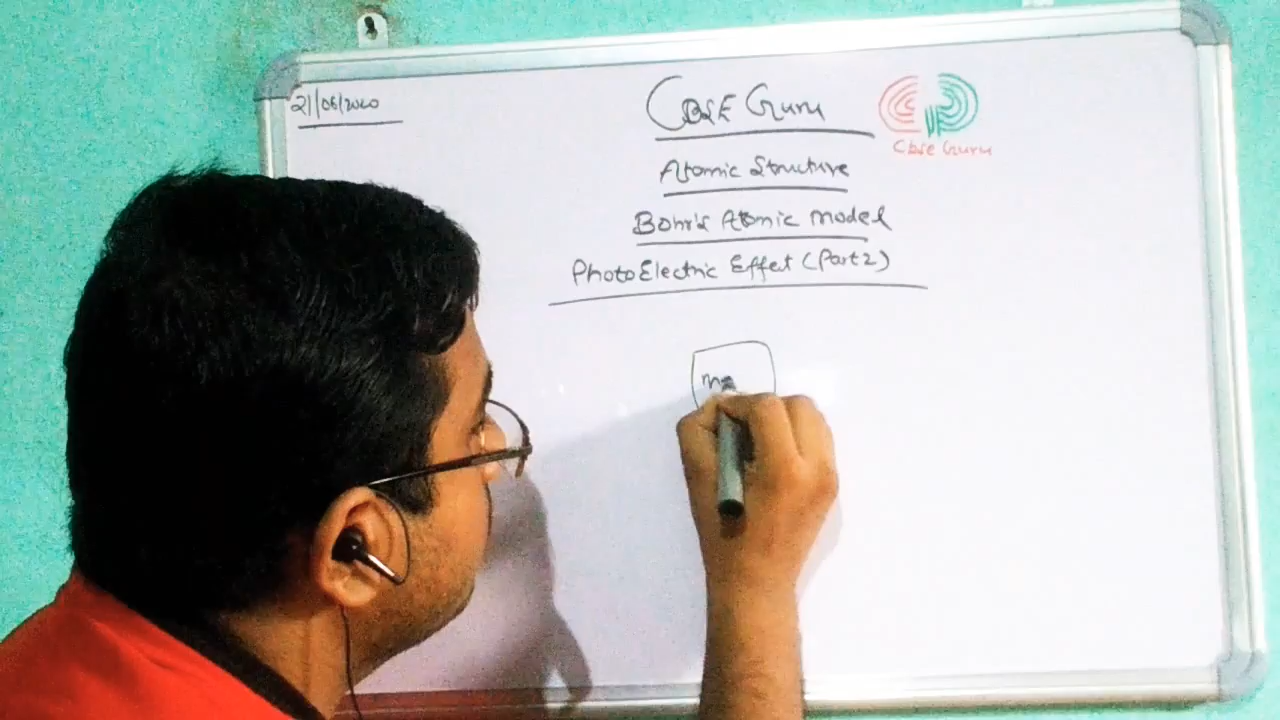 21/06/2020
CBSE Guru
Cbse Guru
Atomic Structure
Bohr's Atomic Model
PhotoElectric Effect (Part 2)